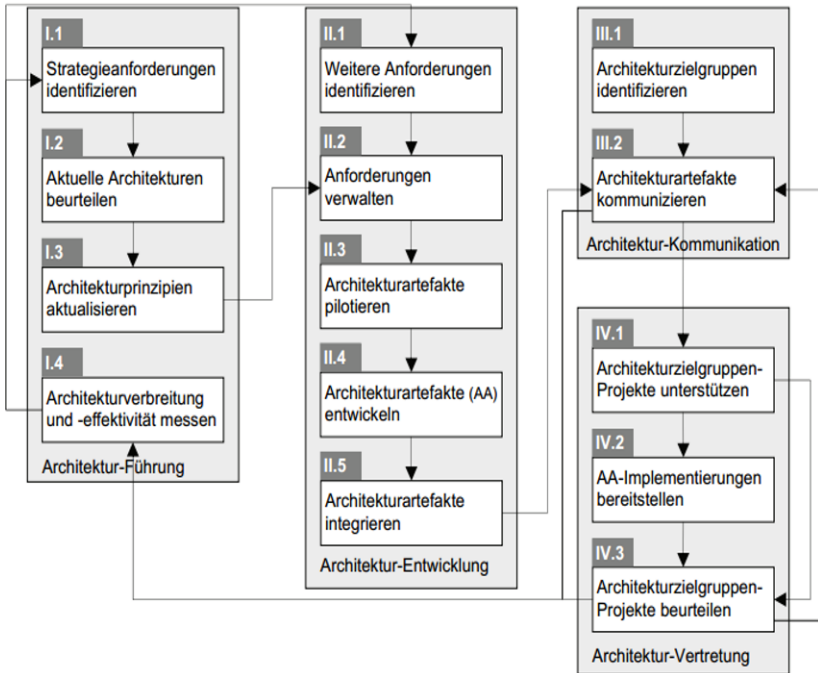 I.1
Strategieanforderungen
identifizieren
I.2
Aktuelle Architekturen
beurteilen
I.3
Architekturprinzipien
aktualisieren
I.4
Architekturverbreitung
und -effektivität messen
Architektur-Führung
II.1
Weitere Anforderungen
identifizieren
II.2
Anforderungen
verwalten
II.3
Architekturartefakte
pilotieren
II.4
Architekturartefakte (AA)
entwickeln
II.5
Architekturartefakte
integrieren
Architektur-Entwicklung
III.1
Architekturzielgruppen
identifizieren
III.2
Architekturartefakte
kommunizieren
Architektur-Kommunikation
IV.1
Architekturzielgruppen-
Projekte unterstützen
IV.2
AA-Implementierungen
bereitstellen
IV.3
Architekturzielgruppen-
Projekte beurteilen
Architektur-Vertretung